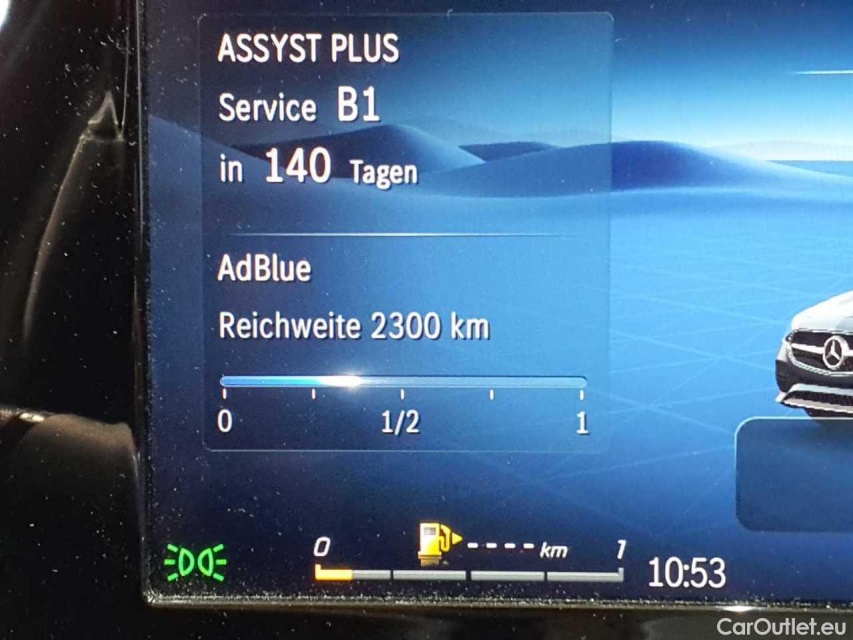 ASSYST PLUS
Service B1
in 140 Tagen
AdBlue
Reichweite 2300 km
0 1/2 1
0 ---- km 1
10:53
CarOutlet.eu